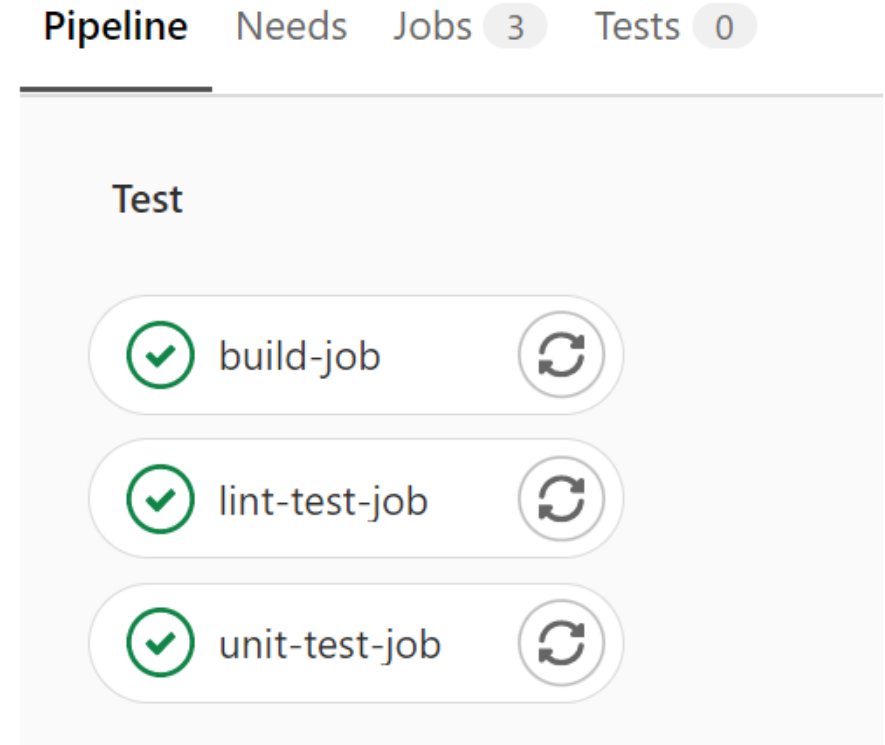 Pipeline Needs Jobs 3 Tests 0
Test
build-job
lint-test-job
unit-test-job